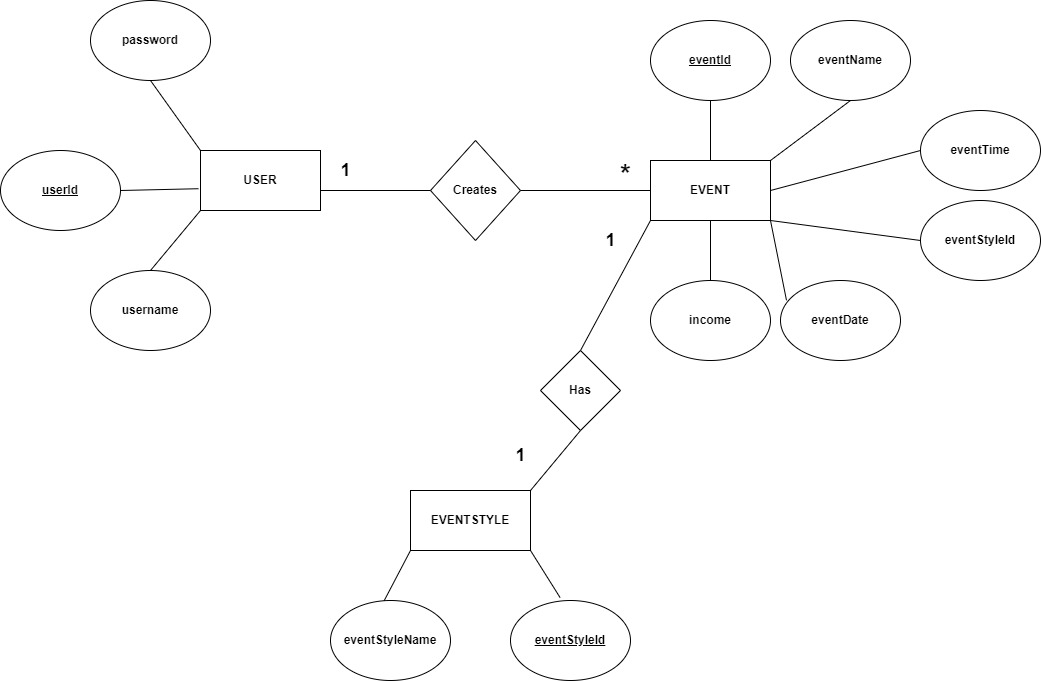 password
eventId
eventName
eventTime
1
*
USER
Creates
EVENT
userId
1
eventStyleId
username
income
eventDate
Has
1
EVENTSTYLE
eventStyleName
eventStyleId